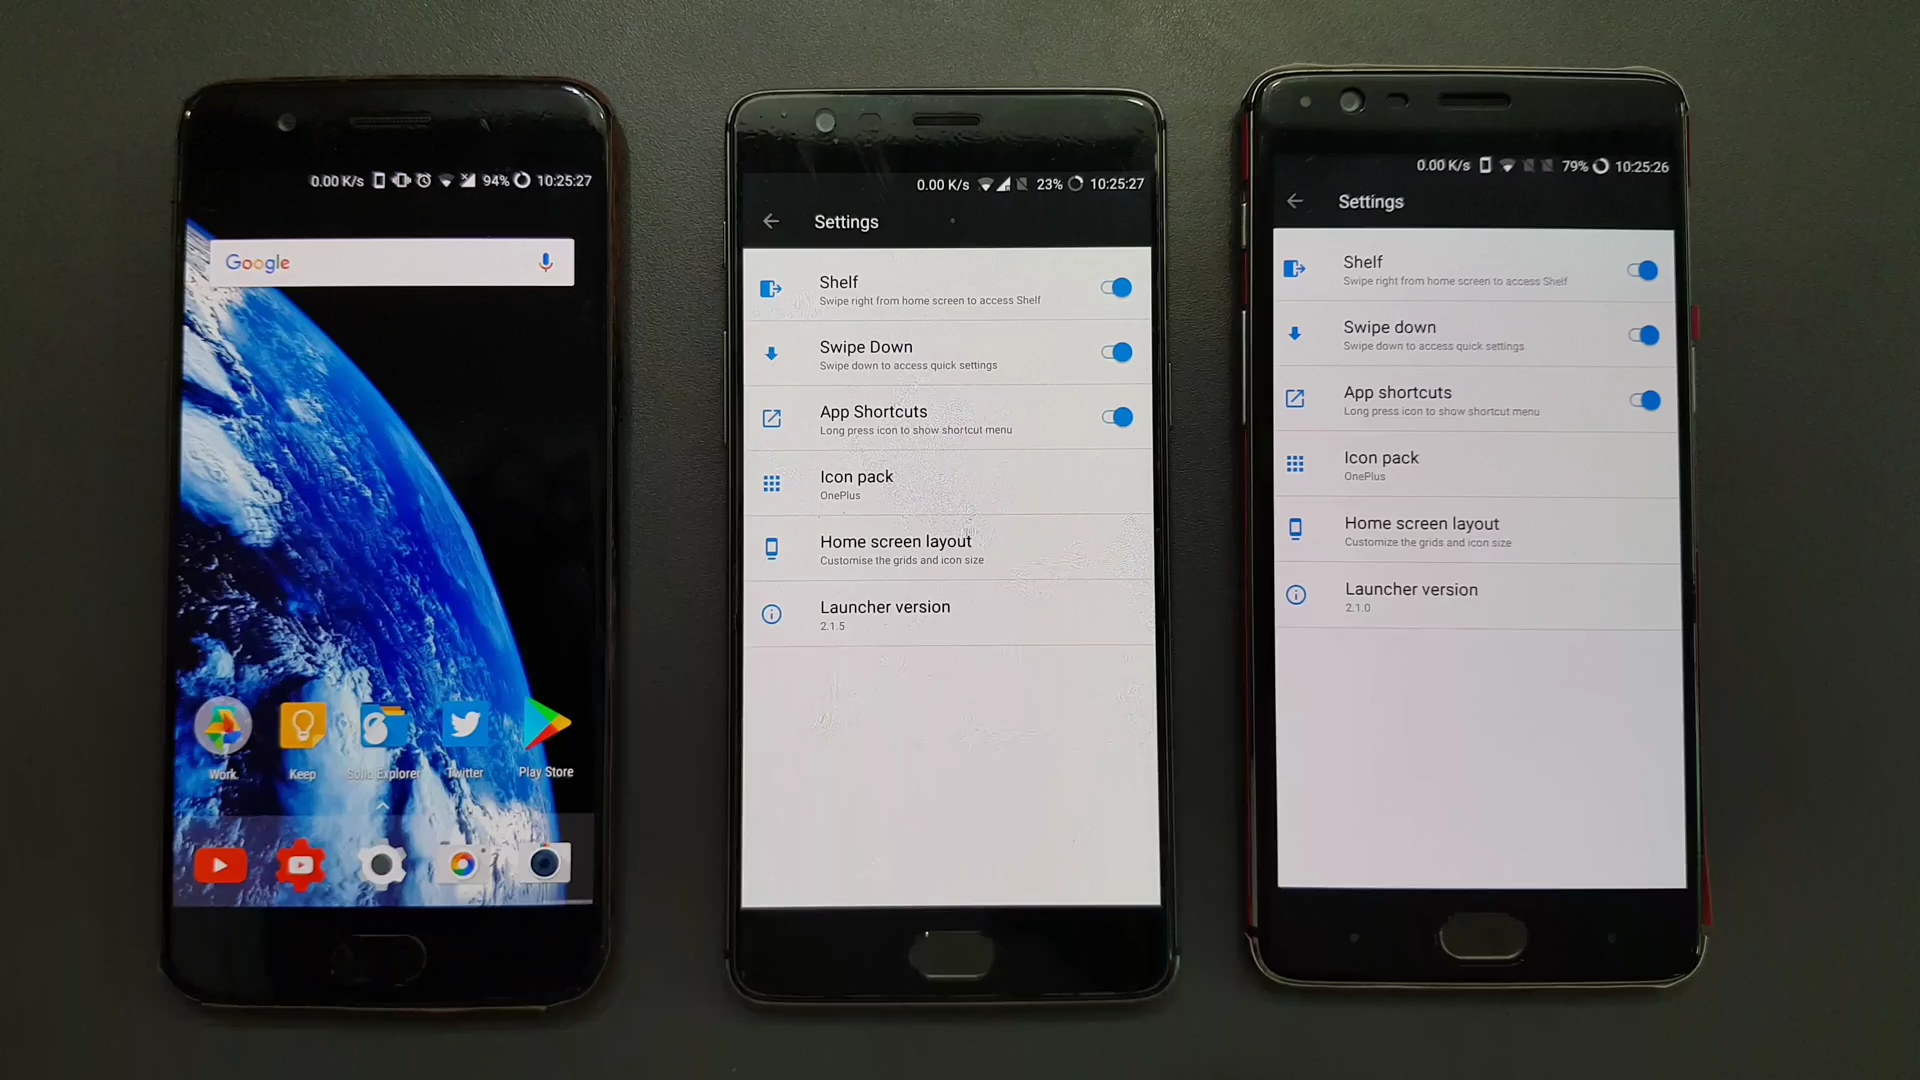 0.00 K/s 94% 10:25:27
Google
Work
Keep
Solid Explorer
Twitter
Play Store
0.00 K/s 23% 10:25:27
Settings
Shelf
Swipe right from home screen to access Shelf
Swipe Down
Swipe down to access quick settings
App Shortcuts
Long press icon to show shortcut menu
Icon pack
OnePlus
Home screen layout
Customise the grids and icon size
Launcher version
2.1.5
0.00 K/s 79% 10:25:26
Settings
Shelf
Swipe right from home screen to access Shelf
Swipe down
Swipe down to access quick settings
App shortcuts
Long press icon to show shortcut menu
Icon pack
OnePlus
Home screen layout
Customize the grids and icon size
Launcher version
2.1.0